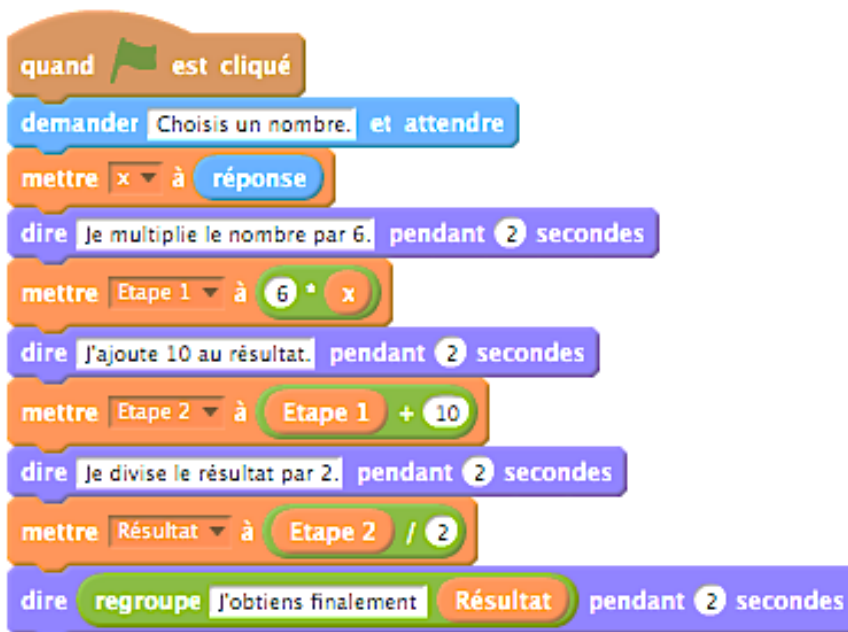 quand est cliqué
demander Choisis un nombre. et attendre
mettre x à réponse
dire Je multiplie le nombre par 6. pendant 2 secondes
mettre Etape 1 à 6 * x
dire J'ajoute 10 au résultat. pendant 2 secondes
mettre Etape 2 à Etape 1 + 10
dire Je divise le résultat par 2. pendant 2 secondes
mettre Résultat à Etape 2 / 2
dire regroupe J'obtiens finalement Résultat pendant 2 secondes